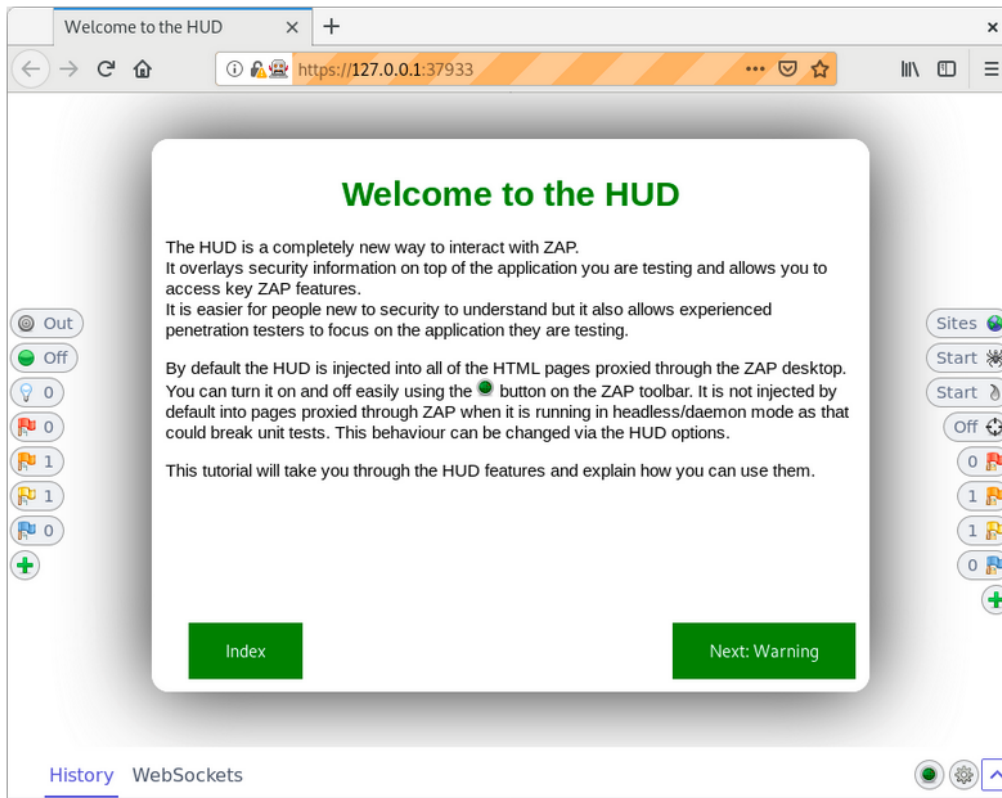 Welcome to the HUD
https://127.0.0.1:37933
Welcome to the HUD
The HUD is a completely new way to interact with ZAP.
It overlays security information on top of the application you are testing and allows you to
access key ZAP features.
It is easier for people new to security to understand but it also allows experienced
penetration testers to focus on the application they are testing.
By default the HUD is injected into all of the HTML pages proxied through the ZAP desktop.
You can turn it on and off easily using the button on the ZAP toolbar. It is not injected by
default into pages proxied through ZAP when it is running in headless/daemon mode as that
could break unit tests. This behaviour can be changed via the HUD options.
This tutorial will take you through the HUD features and explain how you can use them.
Index
Next: Warning
Out
Off
0
0
1
1
0
Sites
Start
Start
Off
0
1
1
0
History WebSockets